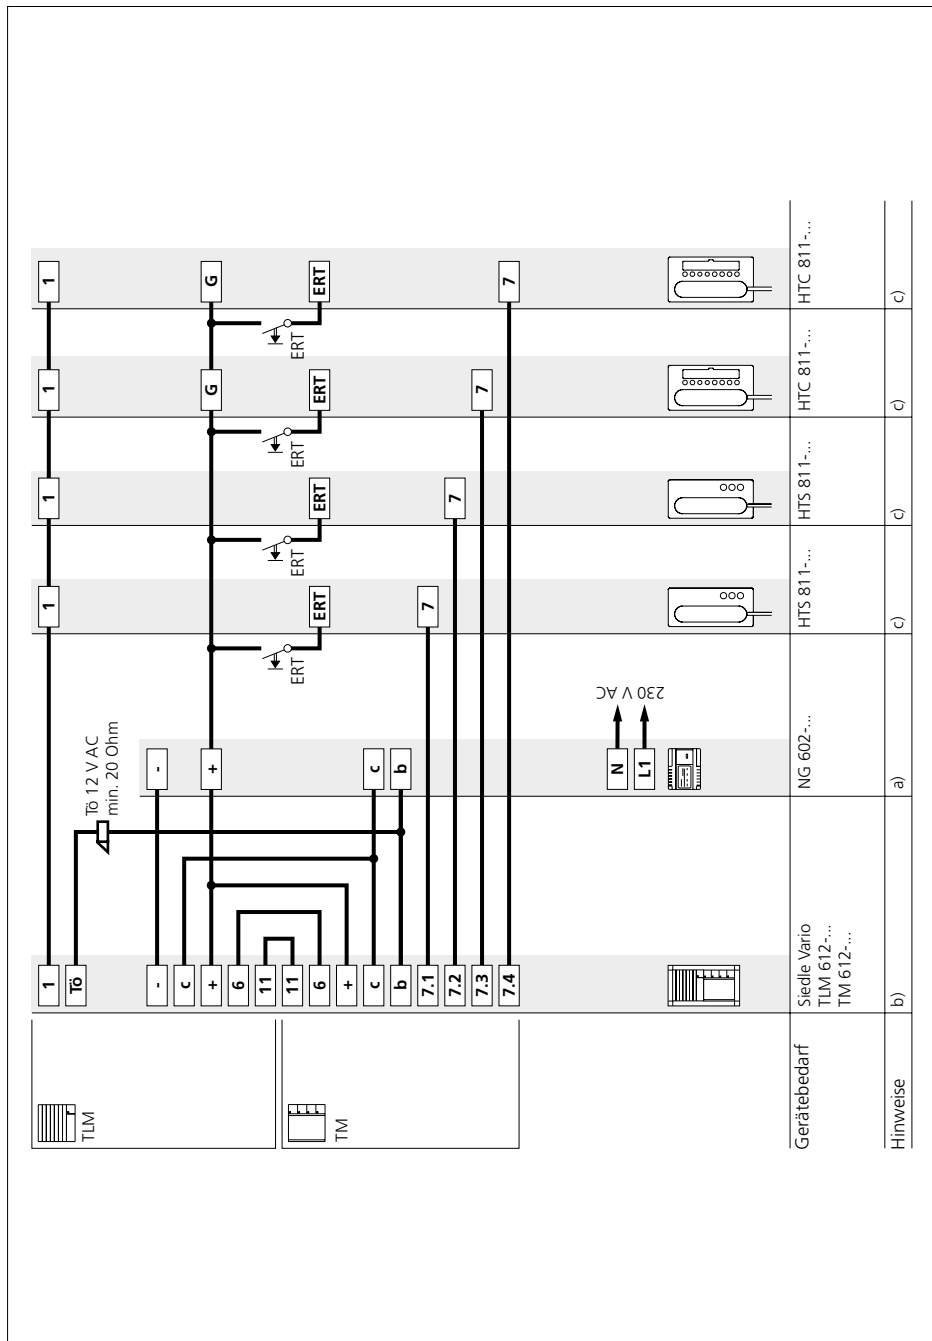 TLM
TM
Gerätebedarf
Hinweise
1
Tö
-
c
+
6
11
11
6
+
c
b
7.1
7.2
7.3
7.4
Siedle Vario
TLM 612-...
TM 612-...
b)
Tö 12 V AC
min. 20 Ohm
-
+
c
b
N
L1
230 V AC
NG 602-...
a)
ERT
1
ERT
7
HTS 811-...
c)
ERT
1
ERT
7
HTS 811-...
c)
ERT
1
G
ERT
7
HTC 811-...
c)
ERT
1
G
ERT
7
HTC 811-...
c)